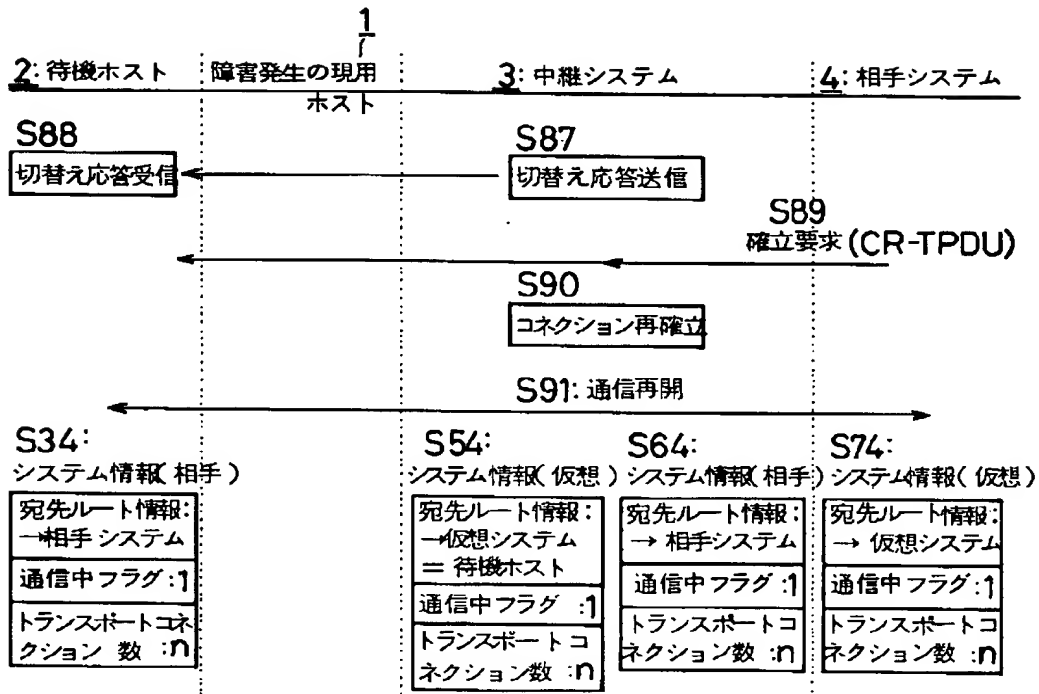 1
2: 待機ホスト
障害発生の現用
ホスト
3: 中継システム
4: 相手システム
S88
切替え応答受信
S87
切替え応答送信
S89
確立要求(CR-TPDU)
S90
コネクション再確立
S91: 通信再開
S34:
システム情報(相手)
宛先ルート情報:
→相手システム
通信中フラグ:1
トランスポートコネ
クション 数 :n
S54:
システム情報(仮想)
宛先ルート情報:
→仮想システム
= 待機ホスト
通信中フラグ :1
トランスポートコ
ネクション数:n
S64:
システム情報(相手)
宛先ルート情報:
→ 相手システム
通信中フラグ:1
トランスポートコ
ネクション数:n
S74:
システム情報(仮想)
宛先ルート情報:
→ 仮想システム
通信中フラグ:1
トランスポートコ
ネクション数:n